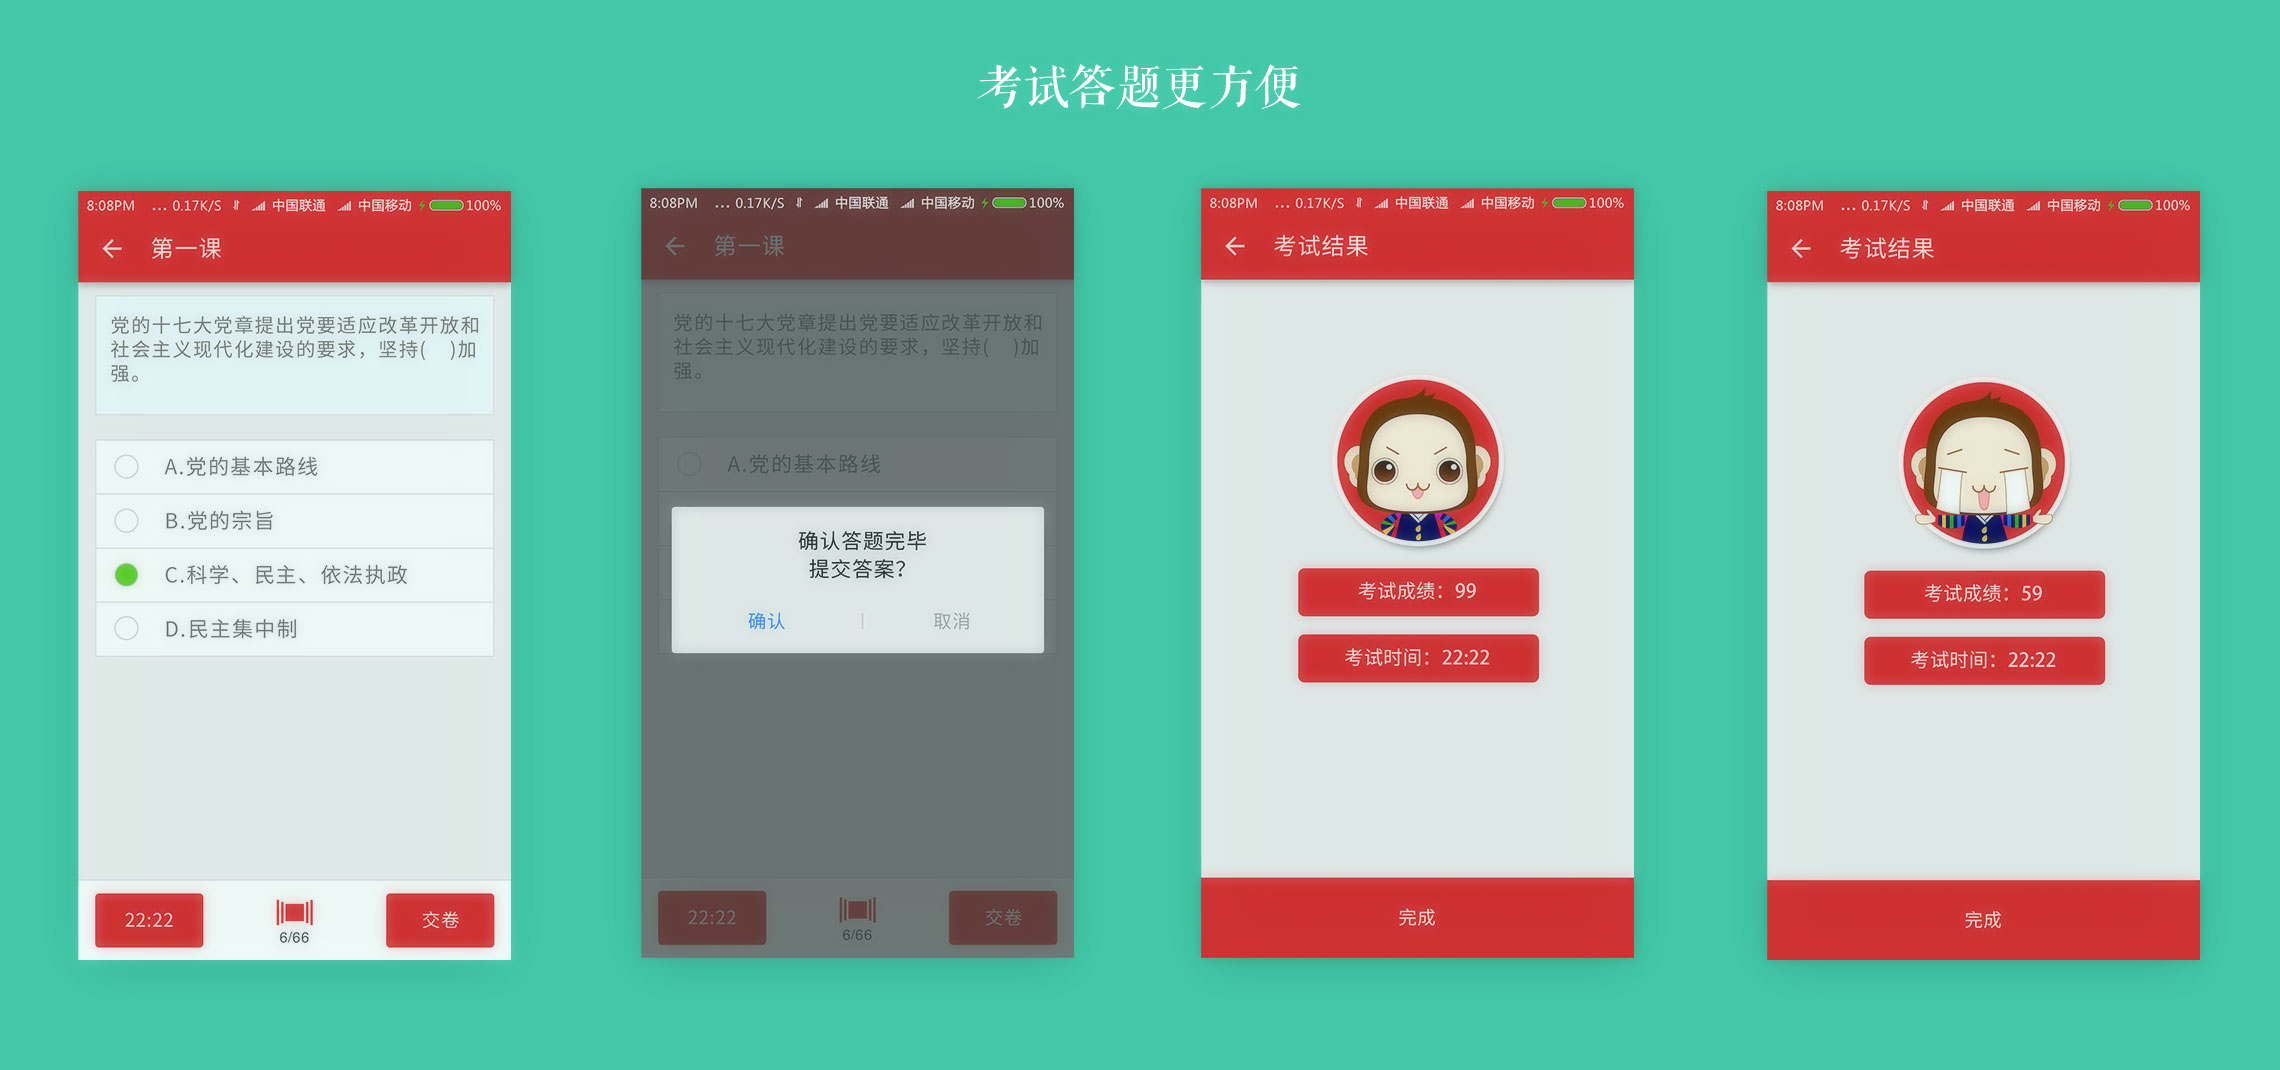 考试答题更方便
8:08PM ... 0.17K/S 中国联通 中国移动 100%
第一课
党的十七大党章提出党要适应改革开放和
社会主义现代化建设的要求，坚持( )加
强。
A.党的基本路线
B.党的宗旨
C.科学、民主、依法执政
D.民主集中制
22:22
6/66
交卷
8:08PM ... 0.17K/S 中国联通 中国移动 100%
第一课
党的十七大党章提出党要适应改革开放和
社会主义现代化建设的要求，坚持( )加
强。
A.党的基本路线
确认答题完毕
提交答案?
确认 | 取消
22:22
6/66
交卷
8:08PM ... 0.17K/S 中国联通 中国移动 100%
考试结果
考试成绩：99
考试时间：22:22
完成
8:08PM ... 0.17K/S 中国联通 中国移动 100%
考试结果
考试成绩：59
考试时间：22:22
完成